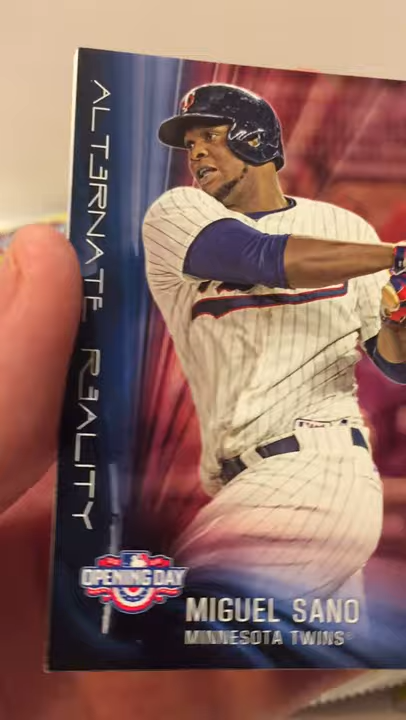 ALTERNATE REALITY
OPENING DAY
MIGUEL SANO
MINNESOTA TWINS®